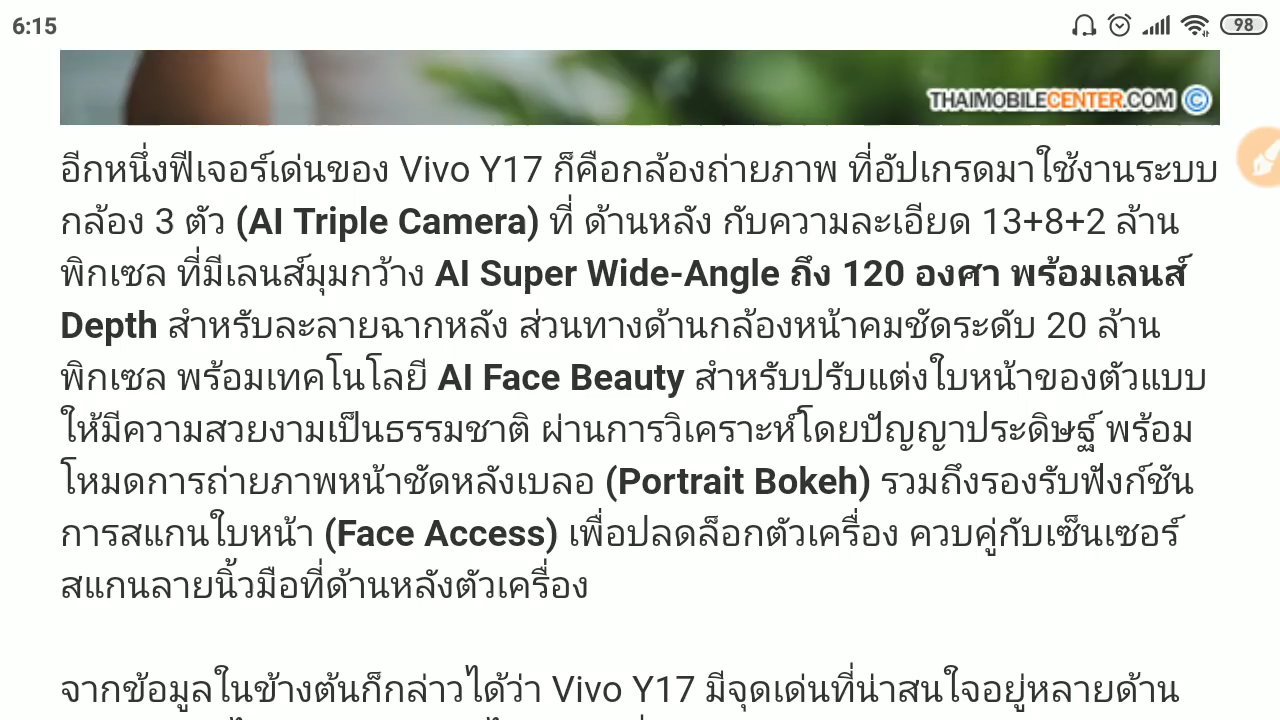 6:15
98
THAIMOBILECENTER.COM ©
อีกหนึ่งฟีเจอร์เด่นของ Vivo Y17 ก็คือกล้องถ่ายภาพ ที่อัปเกรดมาใช้งานระบบ
กล้อง 3 ตัว (AI Triple Camera) ที่ ด้านหลัง กับความละเอียด 13+8+2 ล้าน
พิกเซล ที่มีเลนส์มุมกว้าง AI Super Wide-Angle ถึง 120 องศา พร้อมเลนส์
Depth สำหรับละลายฉากหลัง ส่วนทางด้านกล้องหน้าคมชัดระดับ 20 ล้าน
พิกเซล พร้อมเทคโนโลยี AI Face Beauty สำหรับปรับแต่งใบหน้าของตัวแบบ
ให้มีความสวยงามเป็นธรรมชาติ ผ่านการวิเคราะห์โดยปัญญาประดิษฐ์ พร้อม
โหมดการถ่ายภาพหน้าชัดหลังเบลอ (Portrait Bokeh) รวมถึงรองรับฟังก์ชัน
การสแกนใบหน้า (Face Access) เพื่อปลดล็อกตัวเครื่อง ควบคู่กับเซ็นเซอร์
สแกนลายนิ้วมือที่ด้านหลังตัวเครื่อง
จากข้อมูลในข้างต้นก็กล่าวได้ว่า Vivo Y17 มีจุดเด่นที่น่าสนใจอยู่หลายด้าน